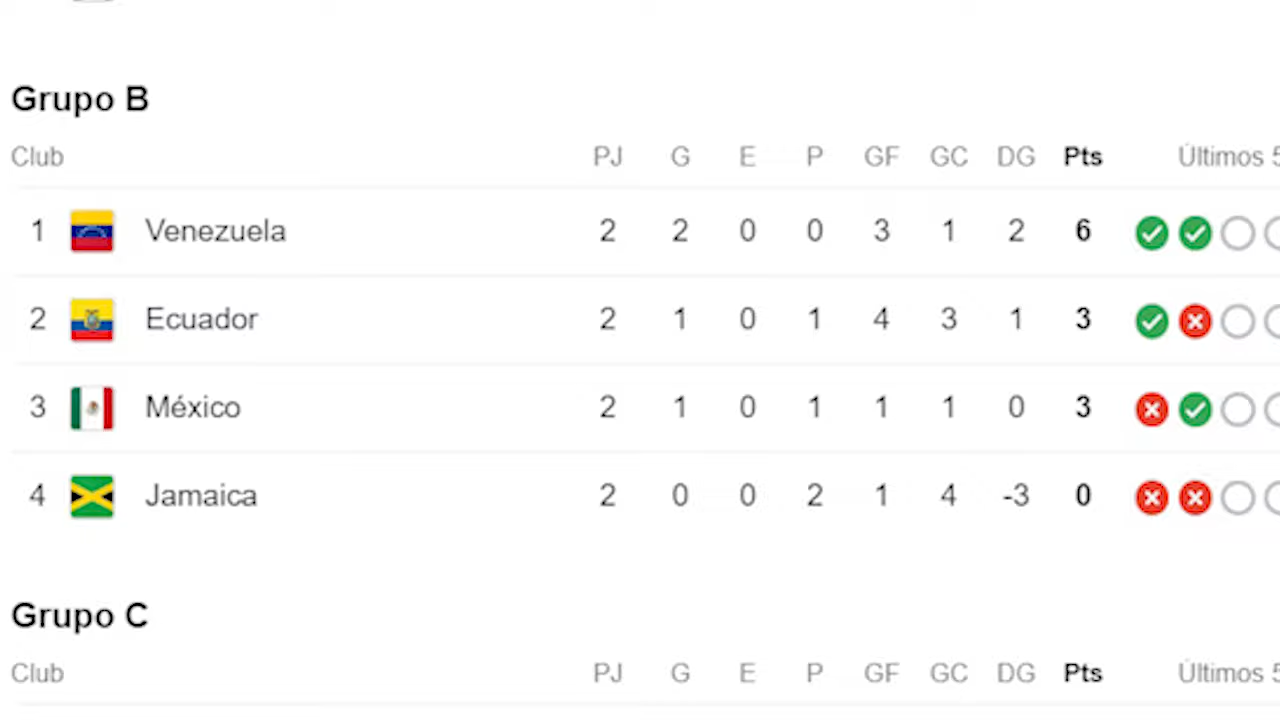 Grupo B
Club PJ G E P GF GC DG Pts Últimos 5
1 Venezuela 2 2 0 0 3 1 2 6
2 Ecuador 2 1 0 1 4 3 1 3
3 México 2 1 0 1 1 1 0 3
4 Jamaica 2 0 0 2 1 4 -3 0
Grupo C
Club PJ G E P GF GC DG Pts Últimos 5